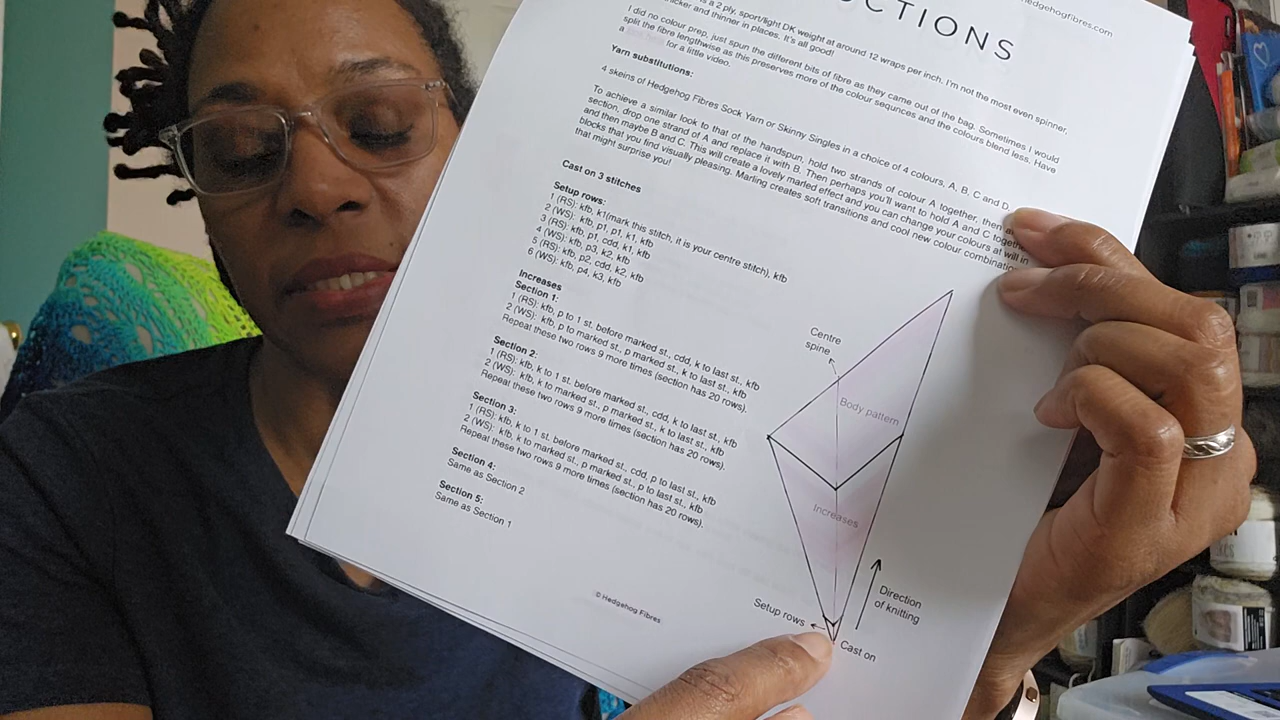 hedgehogfibres.com
CTIONS
is a 2 ply, sport/light DK weight at around 12 wraps per inch. I'm not the most even spinner,
and thinner in places. It's all good!
I did no colour prep, just spun the different bits of fibre as they came out of the bag. Sometimes I would
split the fibre lengthwise as this preserves more of the colour sequnces and the colours blend less. Have
a for a little video.
Yarn substitutions:
4 skeins of Hedgehog Fibres Sock Yarn or Skinny Singles in a choice of 4 colours, A, B, C and D.
To achieve a similar look to that of the handspun, hold two strands of colour A together, then
section, drop one strand of A and replace it with B. Then perhaps you'll want to hold A and C together
and then maybe B and C. This will create a lovely marled effect and you can change your colours at will in
blocks that you find visually pleasing. Marling creates soft transitions and cool new colour
that might surprise you!
Cast on 3 stitches
Setup rows:
1 (RS): kfb, k1(mark this stitch, it is your centre stitch), kfb
2 (WS): kfb, p1, p1, k1, kfb
3 (RS): kfb, p1 cdd, k1, kfb
4 (WS): kfb, p3, k2, kfb
5 (RS): kfb, p2, cdd, k2, kfb
6 (WS): kfb, p4, k3, kfb
Increases
Section 1:
1 (RS): kfb, p to 1 st. before marked st., cdd, k to last st., kfb
2 (WS): kfb, p to marked st., p marked st., k to last st., kfb
Repeat these two rows 9 more times (section has 20 rows).
Section 2:
1 (RS): kfb, k to 1 st. before marked st., cdd, k to last st., kfb
2 (WS): kfb, k to marked st., p marked st., k to last st., kfb
Repeat these two rows 9 more times (section has 20 rows).
Section 3:
1 (RS): kfb, k to 1 st. before marked st., cdd, p to last st., kfb
2 (WS): kfb, k to marked st., p marked st., p to last st., kfb
Repeat these two rows 9 more times (section has 20 rows).
Section 4:
Same as Section 2
Section 5:
Same as Section 1
Centre
spine
Body pattern
Increases
Direction
of knitting
Setup rows
Cast on
© Hedgehog Fibres